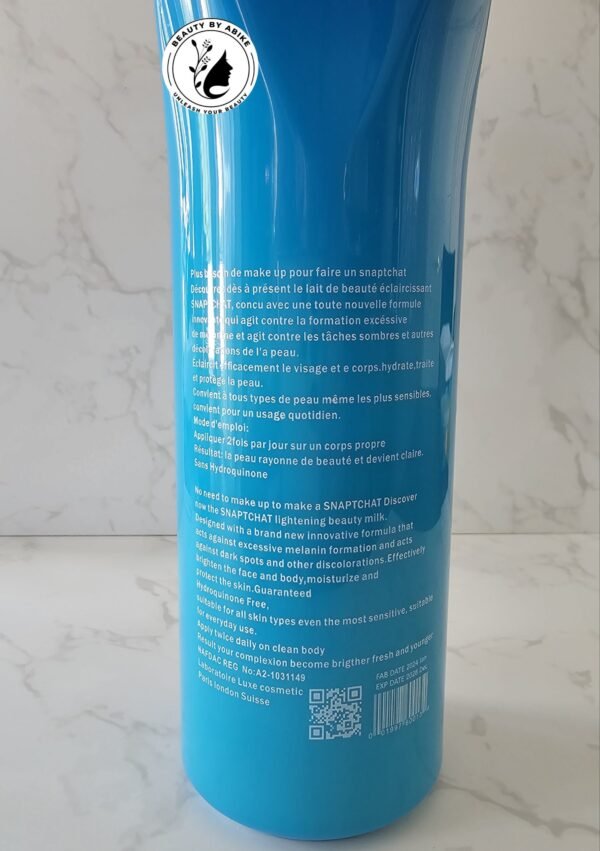 BEAUTY BY ABIKE
UNLEASH YOUR BEAUTY
Plus besoin de make up pour faire un snaptchat
Découvrez dès à présent le lait de beauté éclaircissant
SNAPTCHAT, concu avec une toute nouvelle formule
innovante qui agit contre la formation excéssive
de mélanine et agit contre les tâches sombres et autres
décolorations de l'a peau.
Eclaircit efficacement le visage et e corps.hydrate,traite
et protège la peau.
Convient à tous types de peau même les plus sensibles,
convient pour un usage quotidien.
Mode d'emploi:
Appliquer 2fois par jour sur un corps propre
Résultat: la peau rayonne de beauté et devient claire.
Sans Hydroquinone
No need to make up to make a SNAPTCHAT Discover
now the SNAPTCHAT lightening beauty milk.
Designed with a brand new innovative formula that
acts against excessive melanin formation and acts
against dark spots and other discolorations.Effectively
brighten the face and body,moisturize and
protect the skin.Guaranteed
Hydroquinone Free,
suitable for all skin types even the most sensitive, suitable
for everyday use.
Apply twice daily on clean body
Result your complexion become brigther fresh and younger
NAFDAC REG No:A2-1031149
Laboratoire Luxe cosmetic
Paris london Suisse
FAB DATE 2024
EXP DATE 2028 Dec